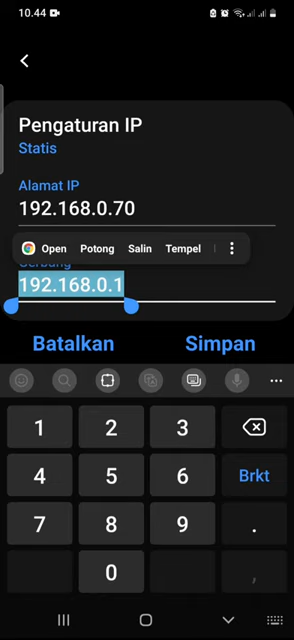 10.44
Pengaturan IP
Statis
Alamat IP
192.168.0.70
Open Potong Salin Tempel
Gerbang
192.168.0.1
Batalkan Simpan
1 2 3
4 5 6 Brkt
7 8 9 .
0 ,